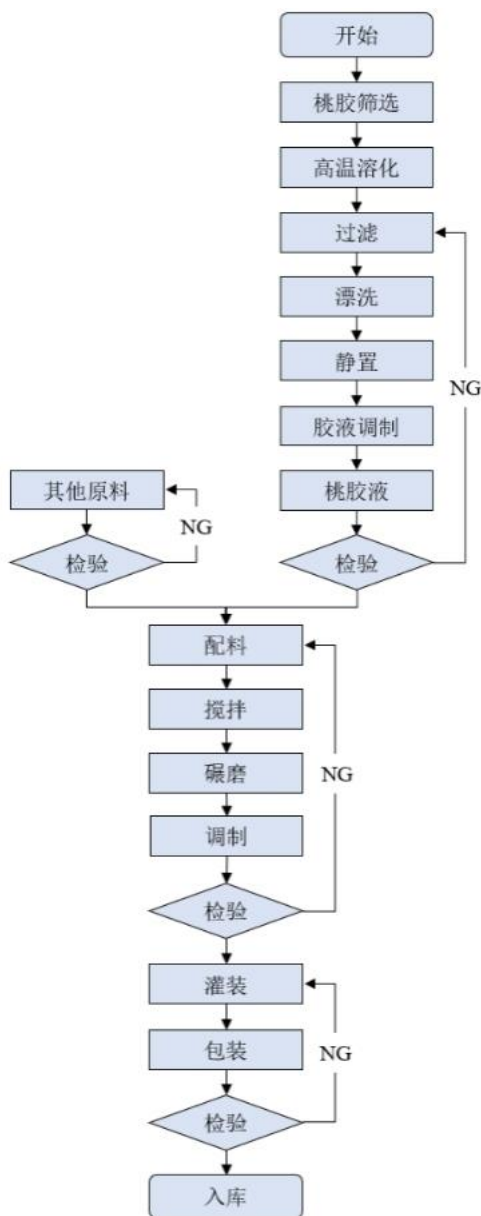 开始
桃胶筛选
高温溶化
过滤
漂洗
静置
NG
胶液调制
其他原料
桃胶液
NG
检验
检验
配料
搅拌
碾磨
NG
调制
检验
灌装
包装
NG
检验
入库